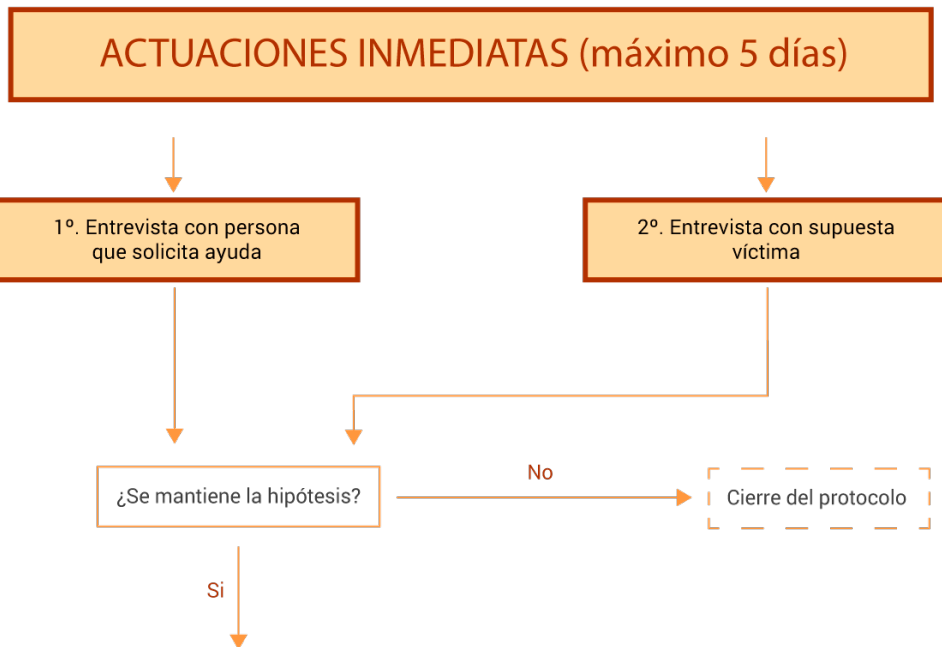 ACTUACIONES INMEDIATAS (máximo 5 días)
1º. Entrevista con persona
que solicita ayuda
2º. Entrevista con supuesta
víctima
¿Se mantiene la hipótesis?
No
Cierre del protocolo
Si